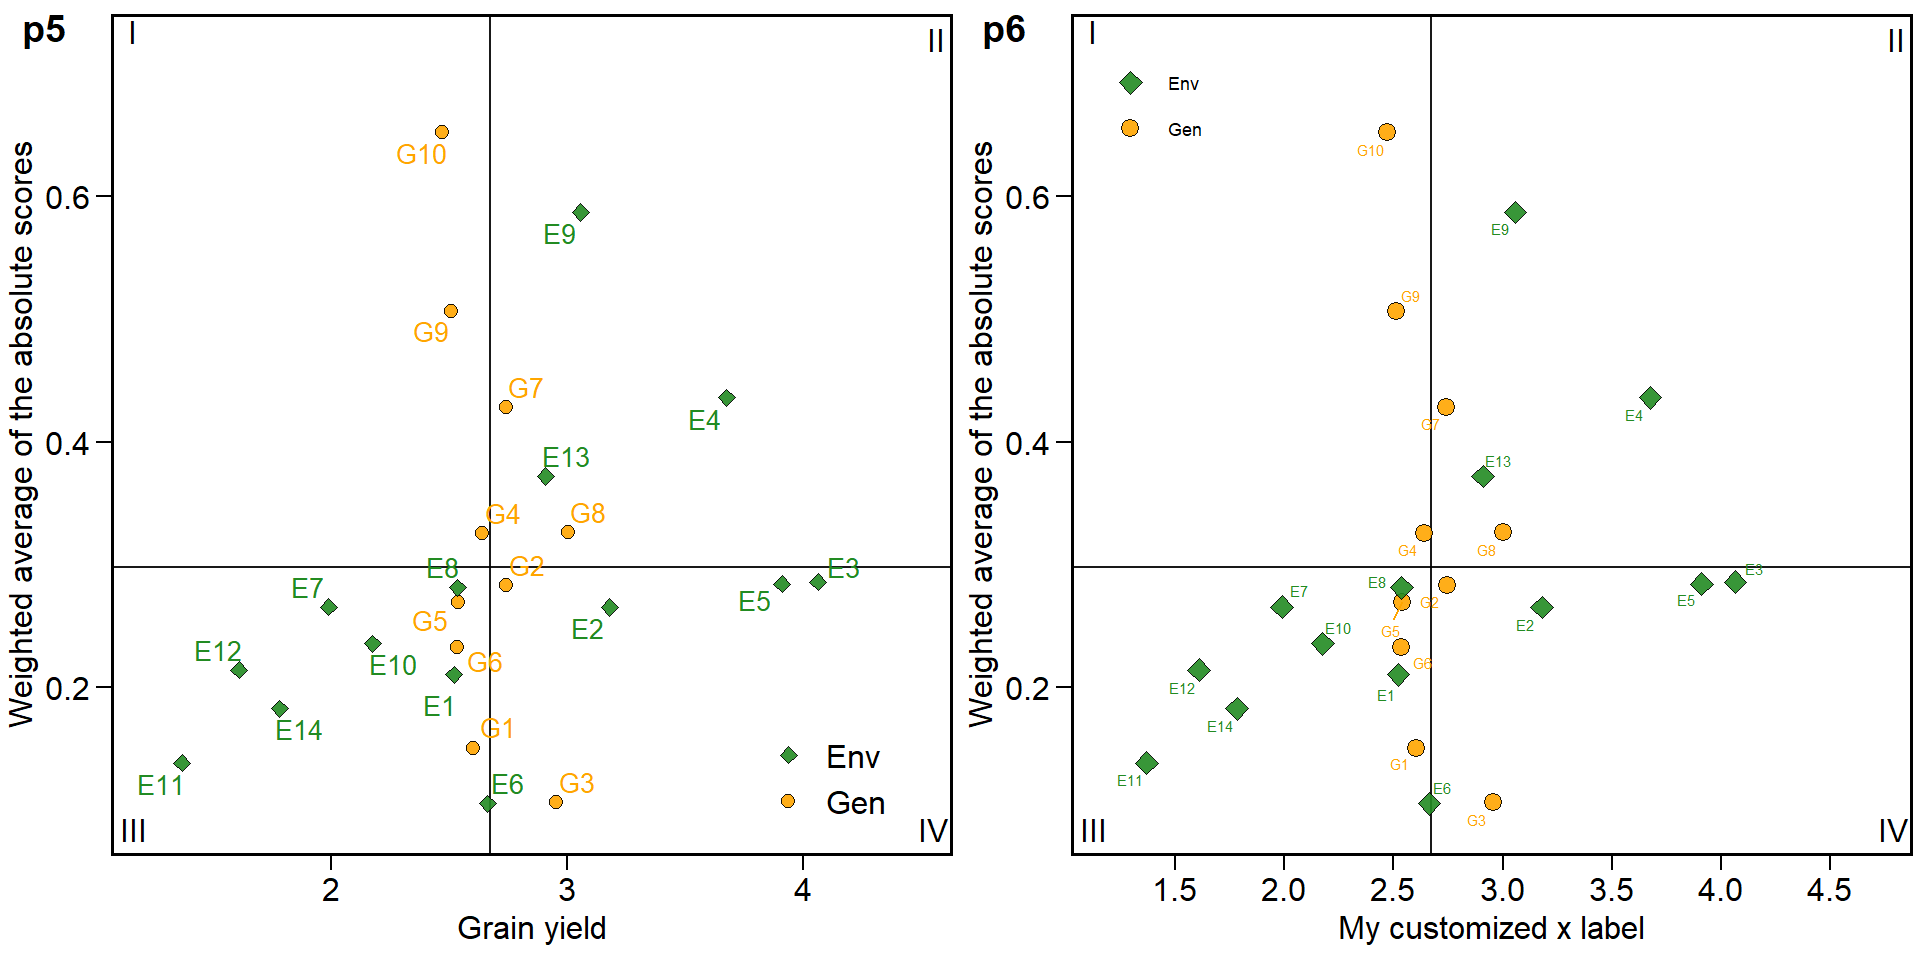 p5
I
II
G10
0.6
E9
G9
G7
E4
0.4
E13
G4
G8
E8
G2
E3
E7
E5
G5
E2
E12
E10
G6
0.2
E1
E14
G1
Env
E11
E6
G3
Gen
III
IV
2
3
4
Grain yield
Weighted average of the absolute scores
p6
I
II
Env
Gen
G10
0.6
E9
G9
E4
G7
0.4
E13
G4
G8
E3
E8
E7
G2
E5
E2
E10
G5
G6
E12
0.2
E1
E14
G1
E11
E6
G3
III
IV
1.5
2.0
2.5
3.0
3.5
4.0
4.5
My customized x label
Weighted average of the absolute scores